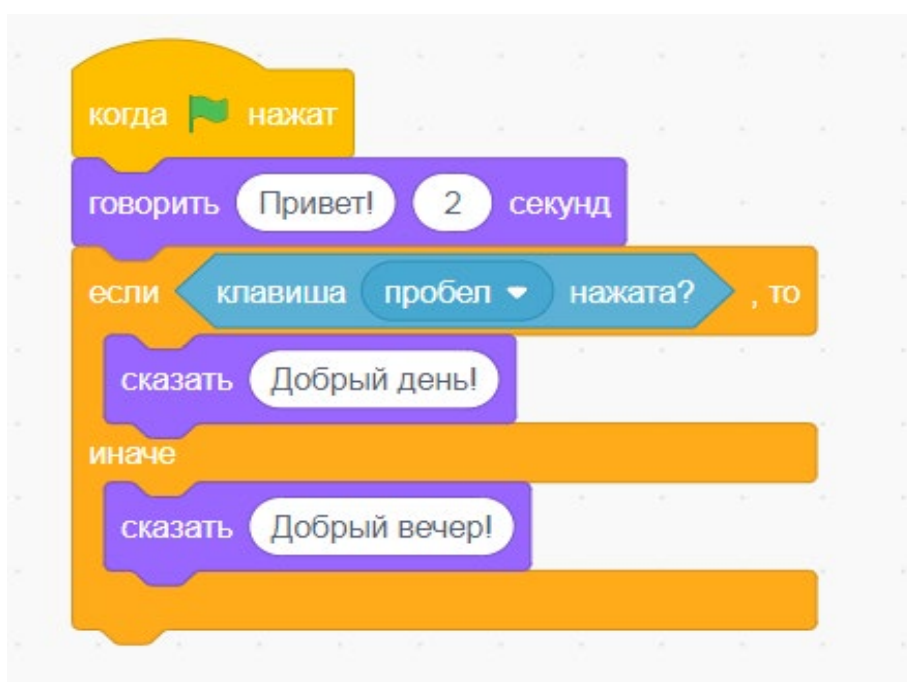 когда нажат
говорить Привет! 2 секунд
если клавиша пробел нажата? , то
сказать Добрый день!
иначе
сказать Добрый вечер!